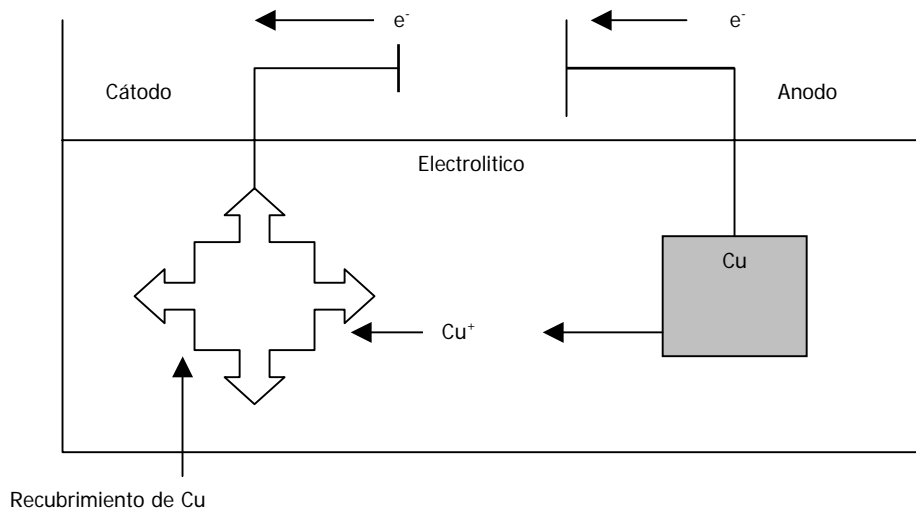 e-
e-
Cátodo
Anodo
Electrolitico
Cu
Cu+
Recubrimiento de Cu